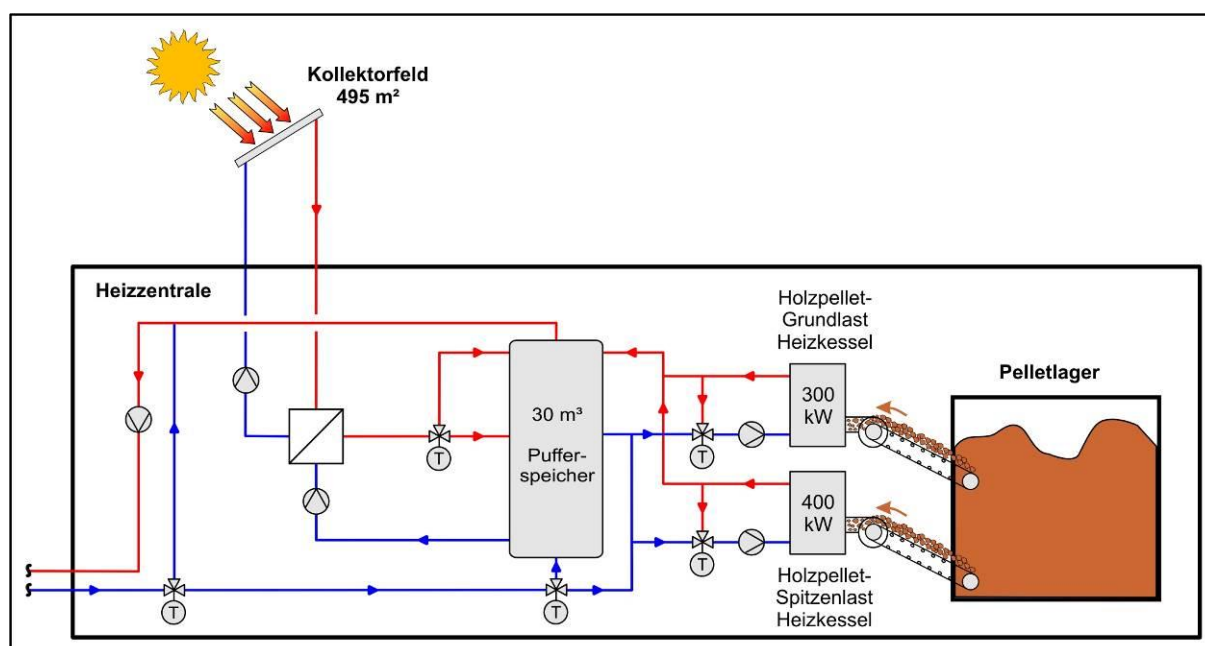 Kollektorfeld
495 m²
Heizzentrale
Holzpellet-
Grundlast
Heizkessel
Pelletlager
300
kW
30 m³
Puffer-
speicher
T
T
400
kW
T
T
T
Holzpellet-
Spitzenlast
Heizkessel